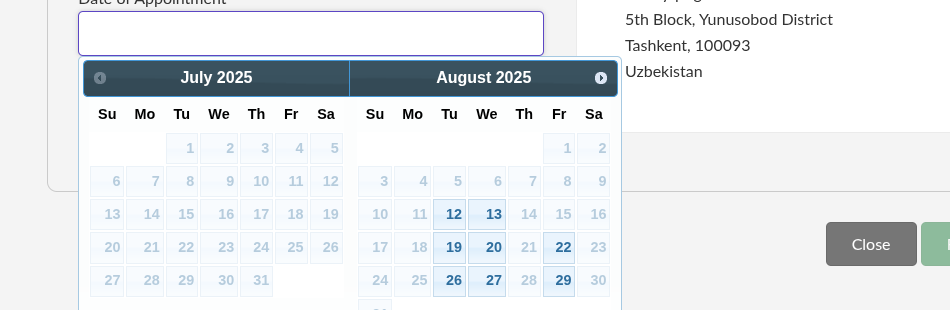 Date of Appointment
5th Block, Yunusobod District
Tashkent, 100093
Uzbekistan
July 2025
Su Mo Tu We Th Fr Sa
1 2 3 4 5
6 7 8 9 10 11 12
13 14 15 16 17 18 19
20 21 22 23 24 25 26
27 28 29 30 31
August 2025
Su Mo Tu We Th Fr Sa
1 2
3 4 5 6 7 8 9
10 11 12 13 14 15 16
17 18 19 20 21 22 23
24 25 26 27 28 29 30
31
Close